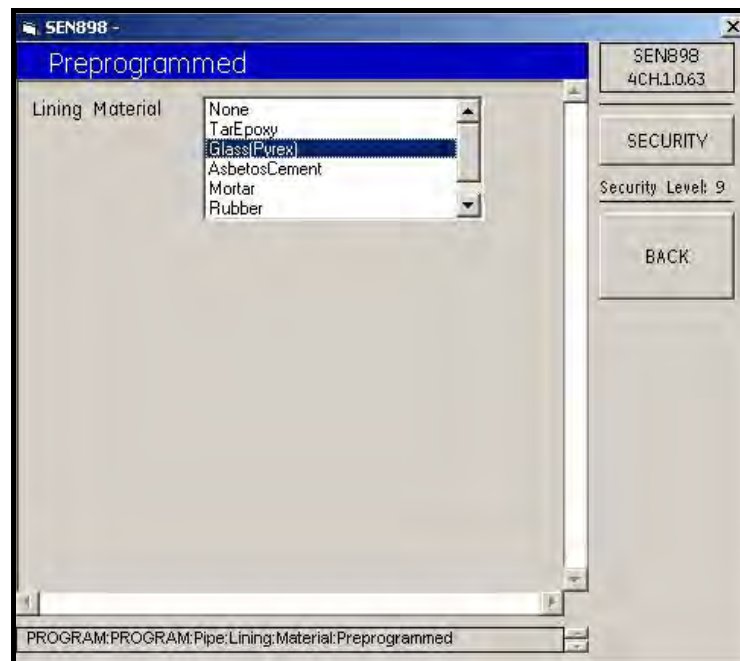 SEN898 -
Preprogrammed
SEN898
4CH.1.0.63
Lining Material
None
TarEpoxy
Glass(Pyrex)
AsbetosCement
Mortar
Rubber
SECURITY
Security Level: 9
BACK
PROGRAM:PROGRAM:Pipe:Lining:Material:Preprogrammed